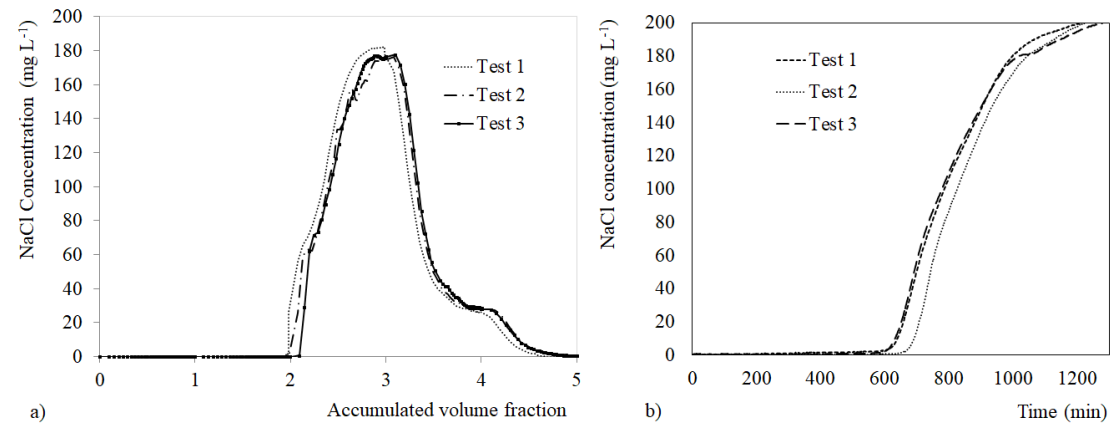 NaCl Concentration (mg L-1)
200
180
160
140
120
100
80
60
40
20
0
Test 1
Test 2
Test 3
0 1 2 3 4 5
a) Accumulated volume fraction
NaCl concentration (mg L-1)
200
180
160
140
120
100
80
60
40
20
0
Test 1
Test 2
Test 3
0 200 400 600 800 1000 1200
b) Time (min)